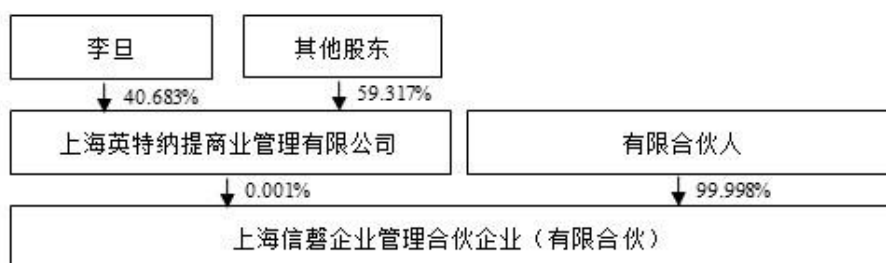 李旦
其他股东
40.683%
59.317%
上海英特纳提商业管理有限公司
有限合伙人
0.001%
99.998%
上海信磬企业管理合伙企业（有限合伙）